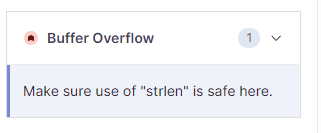 Buffer Overflow 1
Make sure use of "strlen" is safe here.